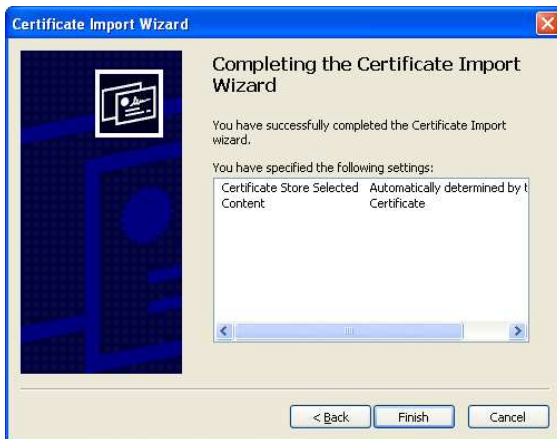 Certificate Import Wizard
Completing the Certificate Import
Wizard
You have successfully completed the Certificate Import
wizard.
You have specified the following settings:
Certificate Store Selected Automatically determined by t
Content Certificate
< Back Finish Cancel